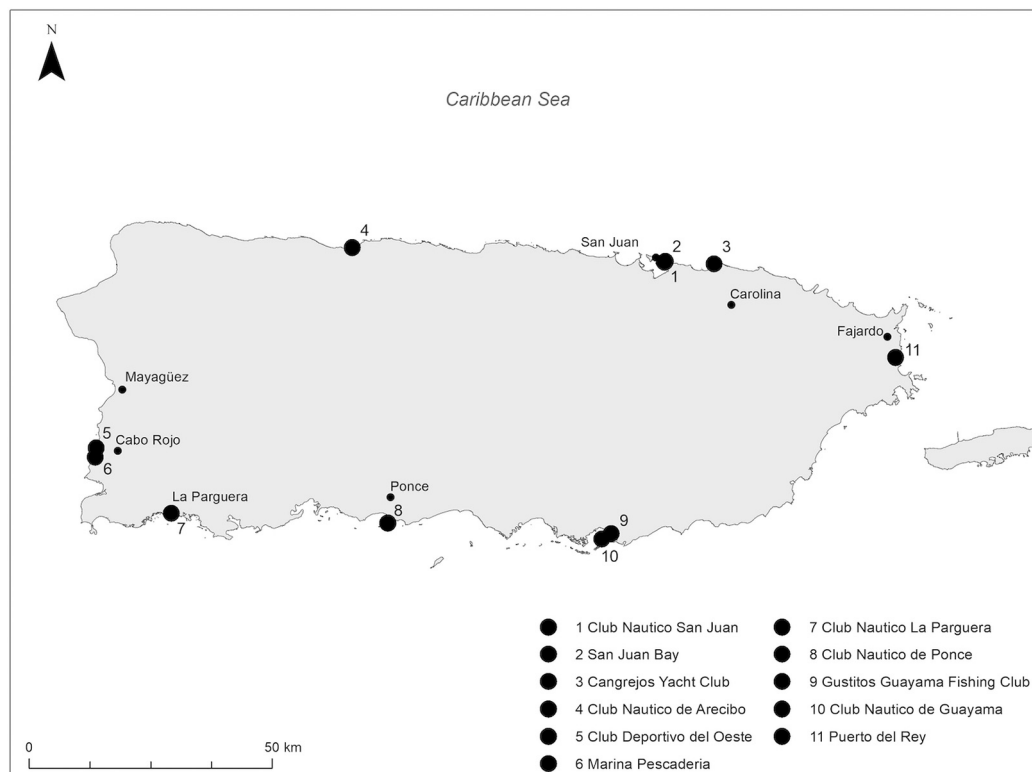 N
Caribbean Sea
4
San Juan
2
3
1
Carolina
Fajardo
11
Mayagüez
5
Cabo Rojo
6
La Parguera
Ponce
7
8
9
10
1 Club Nautico San Juan
2 San Juan Bay
3 Cangrejos Yacht Club
4 Club Nautico de Arecibo
5 Club Deportivo del Oeste
6 Marina Pescaderia
7 Club Nautico La Parguera
8 Club Nautico de Ponce
9 Gustitos Guayama Fishing Club
10 Club Nautico de Guayama
11 Puerto del Rey
0
50 km